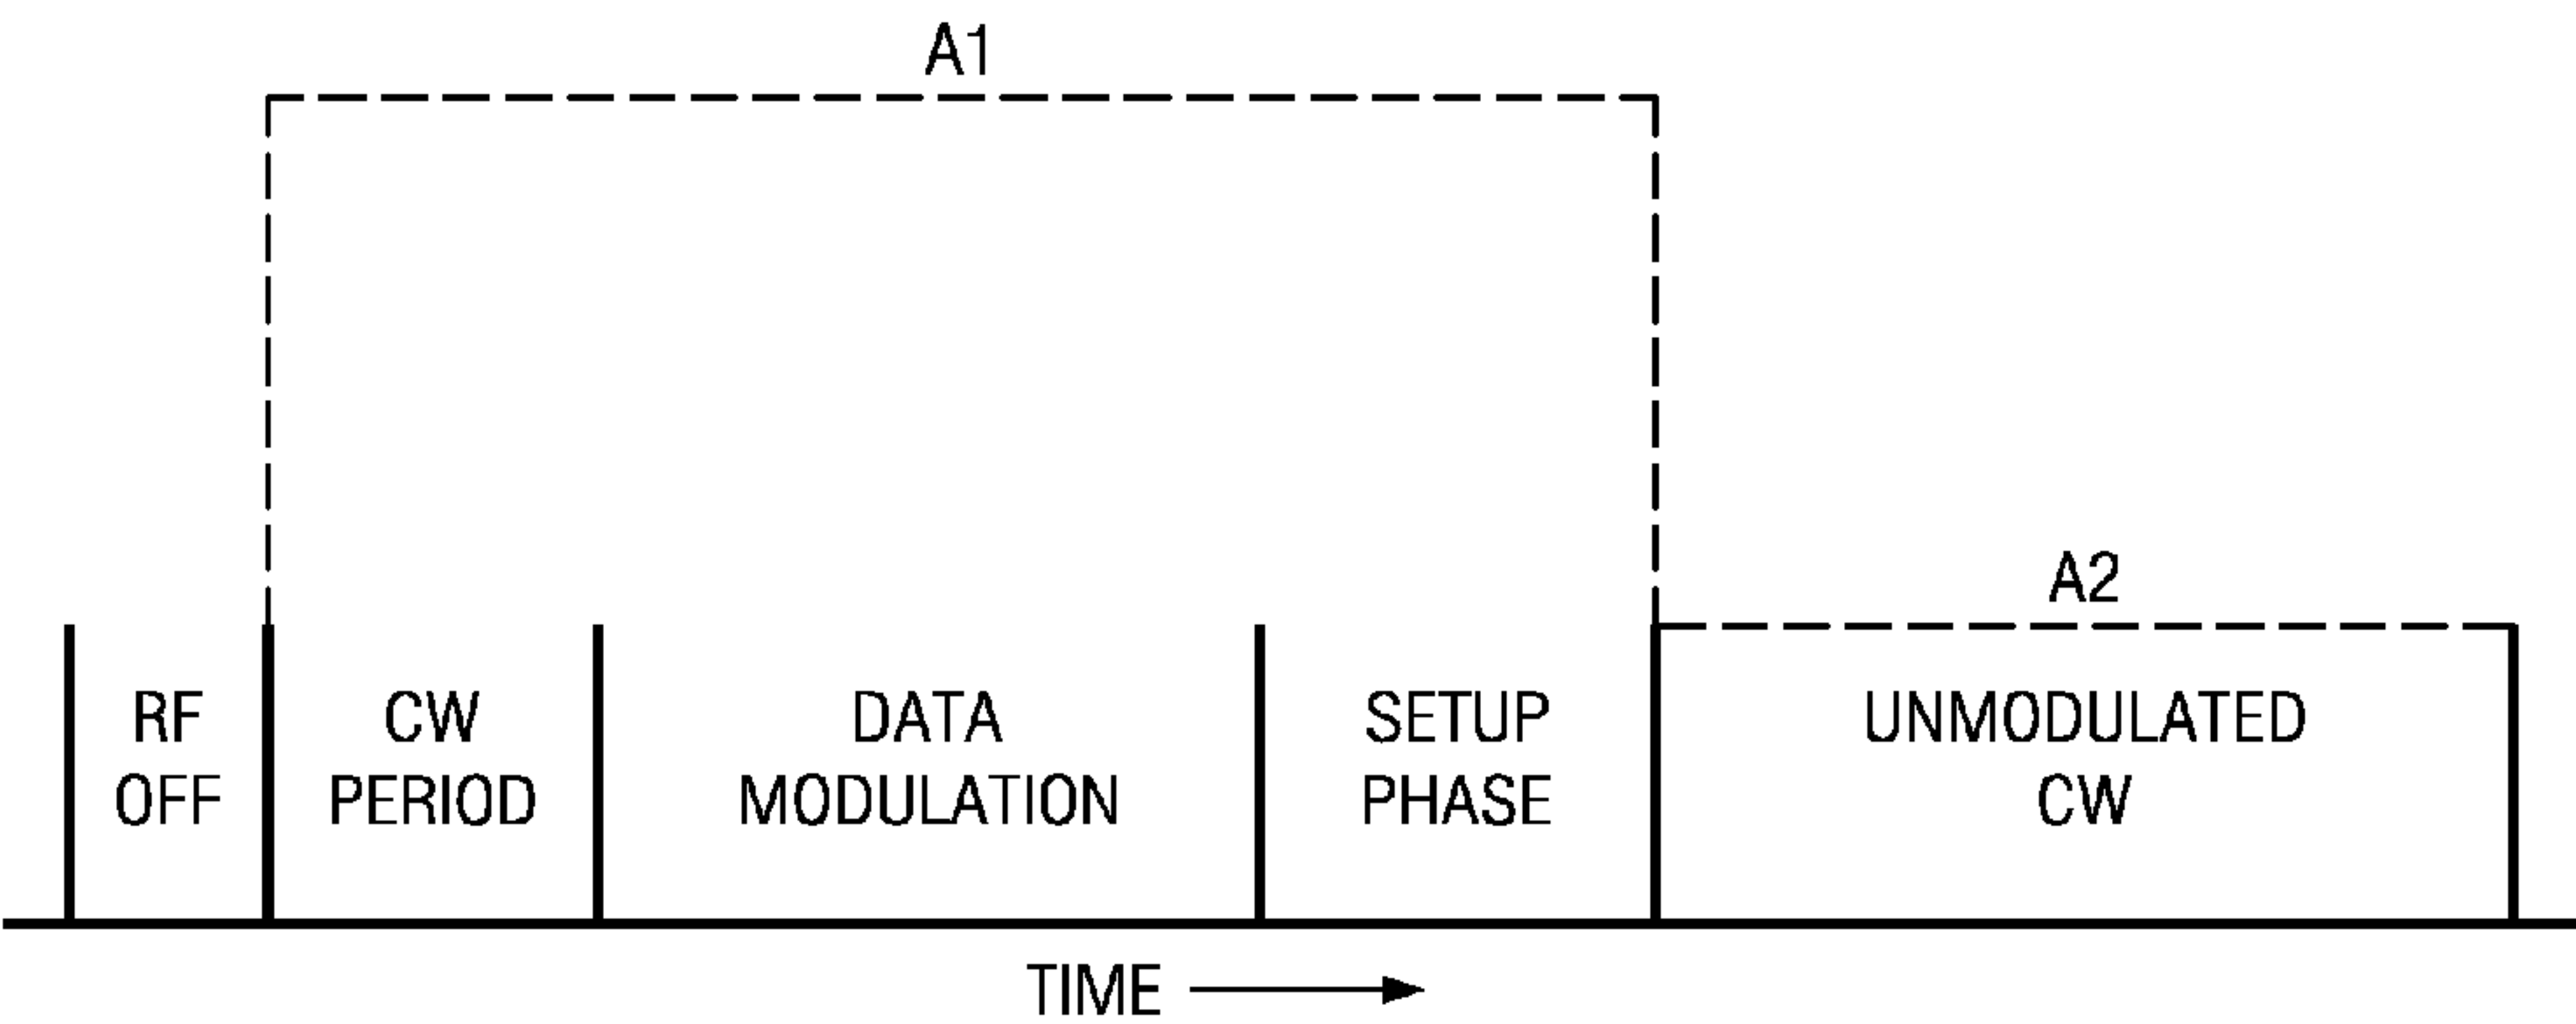 A1
A2
RF
OFF
CW
PERIOD
DATA
MODULATION
SETUP
PHASE
UNMODULATED
CW
TIME